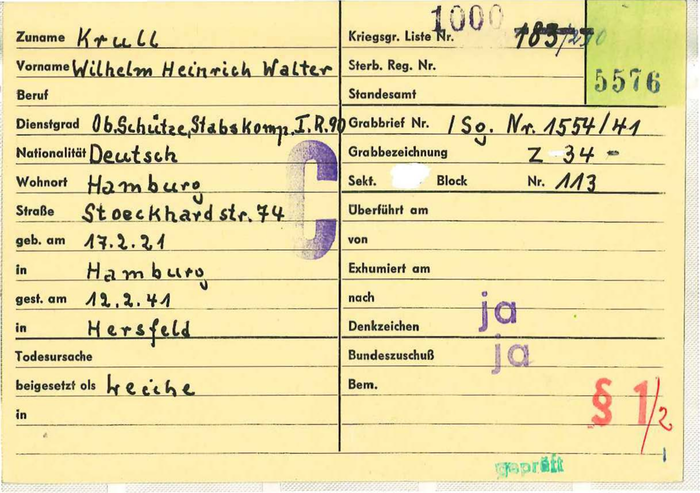 Zuname Krull
Vorname Wilhelm Heinrich Walter
Beruf
Dienstgrad Ob.Schütze, Stabskomp. I.R.90
Nationalität Deutsch
Wohnort Hamburg
Straße Stoeckhardstr. 74
geb. am 17.2.21
in Hamburg
gest. am 12.2.41
in Hersfeld
Todesursache
beigesetzt als Leiche
in
C
1000
Kriegsgr. Liste Nr. 183/
5576
Sterb. Reg. Nr.
Standesamt
Grabbrief Nr. / Sg. Nr. 1554/41
Grabbezeichnung Z - 34 -
Sekt. Block Nr. 113
Überführt am
von
Exhumiert am
nach
Denkzeichen ja
Bundeszuschuß ja
Bem.
§ 1/2
geprüft